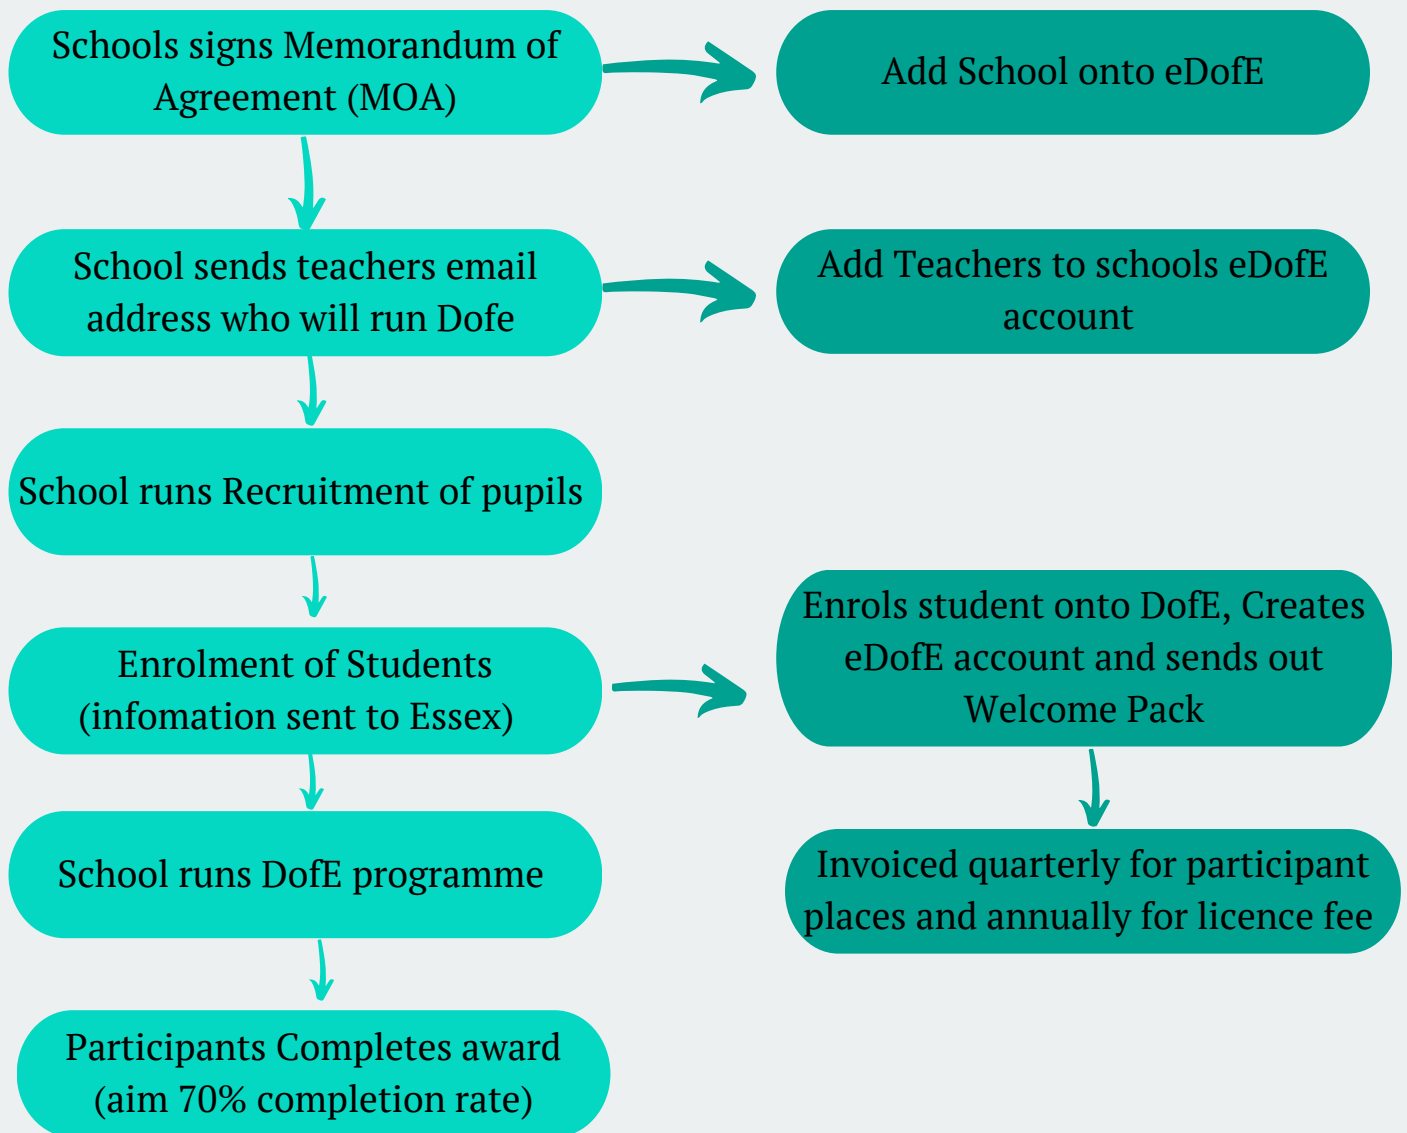 Schools signs Memorandum of
Agreement (MOA)
Add School onto eDofE
School sends teachers email
address who will run Dofe
Add Teachers to schools eDofE
account
School runs Recruitment of pupils
Enrolment of Students
(infomation sent to Essex)
Enrols student onto DofE, Creates
eDofE account and sends out
Welcome Pack
School runs DofE programme
Invoiced quarterly for participant
places and annually for licence fee
Participants Completes award
(aim 70% completion rate)